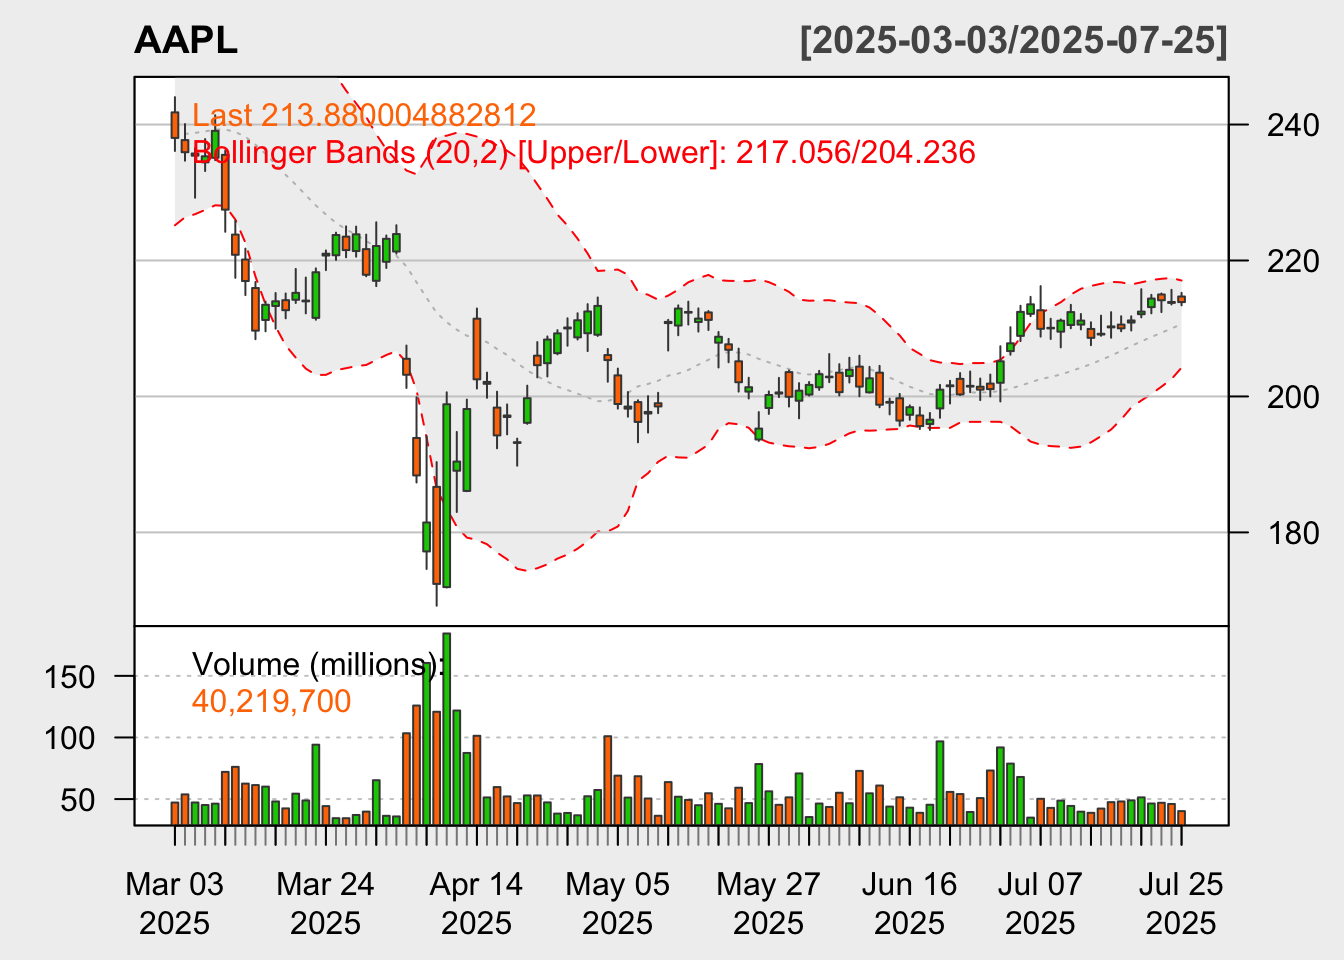 AAPL [2025-03-03/2025-07-25]
Last 213.880004882812
Bollinger Bands (20,2) [Upper/Lower]: 217.056/204.236
240
220
200
180
Volume (millions):
40,219,700
150
100
50
Mar 03 Mar 24 Apr 14 May 05 May 27 Jun 16 Jul 07 Jul 25
2025 2025 2025 2025 2025 2025 2025 2025